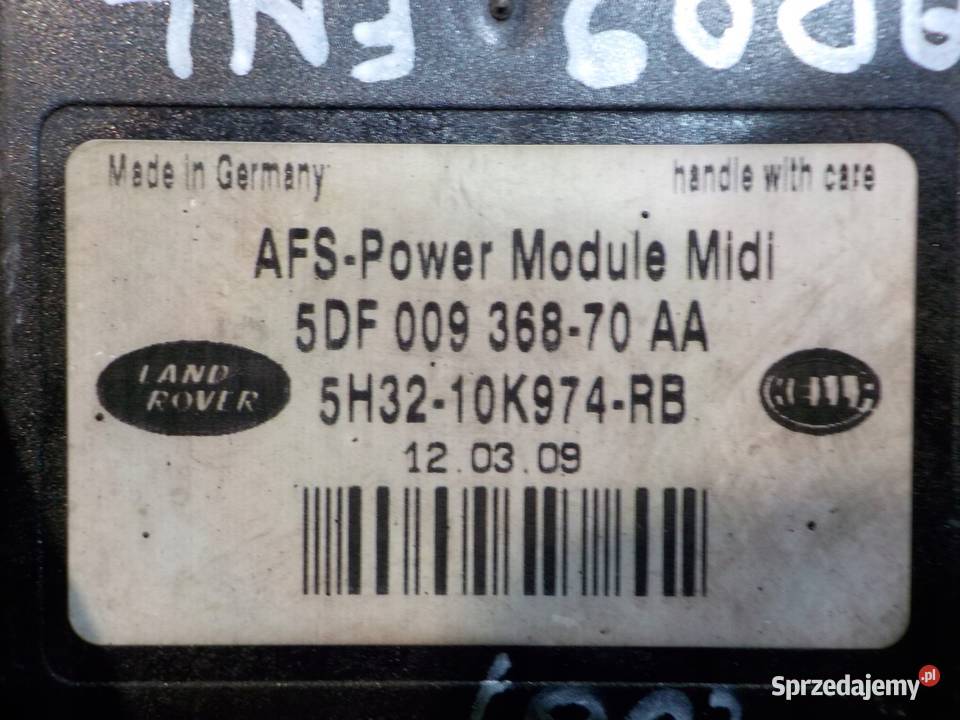 Made in Germany
handle with care
AFS-Power Module Midi
5DF 009 368-70 AA
LAND ROVER
5H32-10K974-RB
HELLA
12.03.09
Sprzedajemy.pl